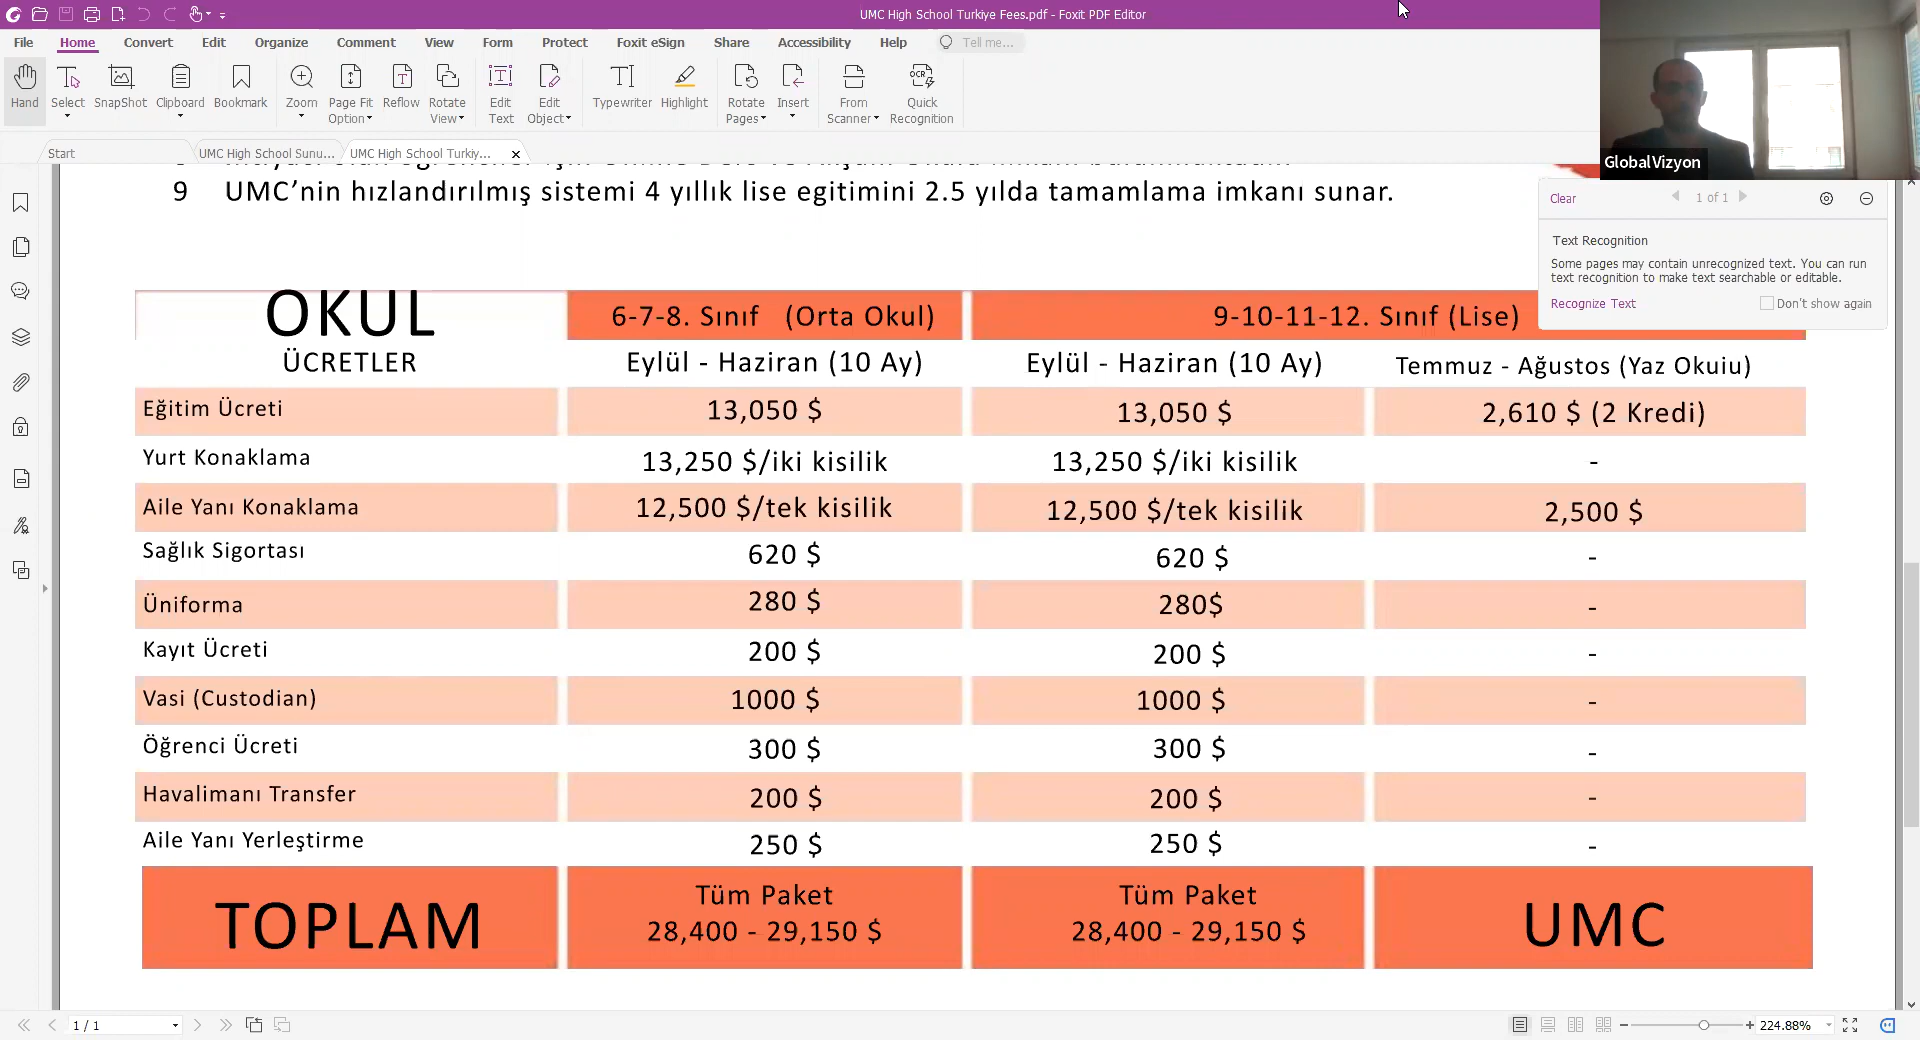 UMC High School Turkiye Fees.pdf - Foxit PDF Editor
File Home Convert Edit Organize Comment View Form Protect Foxit eSign Share Accessibility Help Tell me...
Hand Select SnapShot Clipboard Bookmark Zoom Page Fit Option Reflow Rotate View Edit Text Edit Object Typewriter Highlight Rotate Pages Insert From Scanner Quick Recognition
GlobalVizyon
Start UMC High School Sunu... UMC High School Turkiy...
9 UMC’nin hızlandırılmış sistemi 4 yıllık lise egitimini 2.5 yılda tamamlama imkanı sunar.
Clear 1 of 1
Text Recognition
Some pages may contain unrecognized text. You can run
text recognition to make text searchable or editable.
Recognize Text Don't show again
OKUL 6-7-8. Sınıf (Orta Okul) 9-10-11-12. Sınıf (Lise)
ÜCRETLER Eylül - Haziran (10 Ay) Eylül - Haziran (10 Ay) Temmuz - Ağustos (Yaz Okuiu)
Eğitim Ücreti 13,050 $ 13,050 $ 2,610 $ (2 Kredi)
Yurt Konaklama 13,250 $/iki kisilik 13,250 $/iki kisilik -
Aile Yanı Konaklama 12,500 $/tek kisilik 12,500 $/tek kisilik 2,500 $
Sağlık Sigortası 620 $ 620 $ -
Üniforma 280 $ 280$ -
Kayıt Ücreti 200 $ 200 $ -
Vasi (Custodian) 1000 $ 1000 $ -
Öğrenci Ücreti 300 $ 300 $ -
Havalimanı Transfer 200 $ 200 $ -
Aile Yanı Yerleştirme 250 $ 250 $ -
TOPLAM Tüm Paket 28,400 - 29,150 $ Tüm Paket 28,400 - 29,150 $ UMC
1 / 1 224.88%